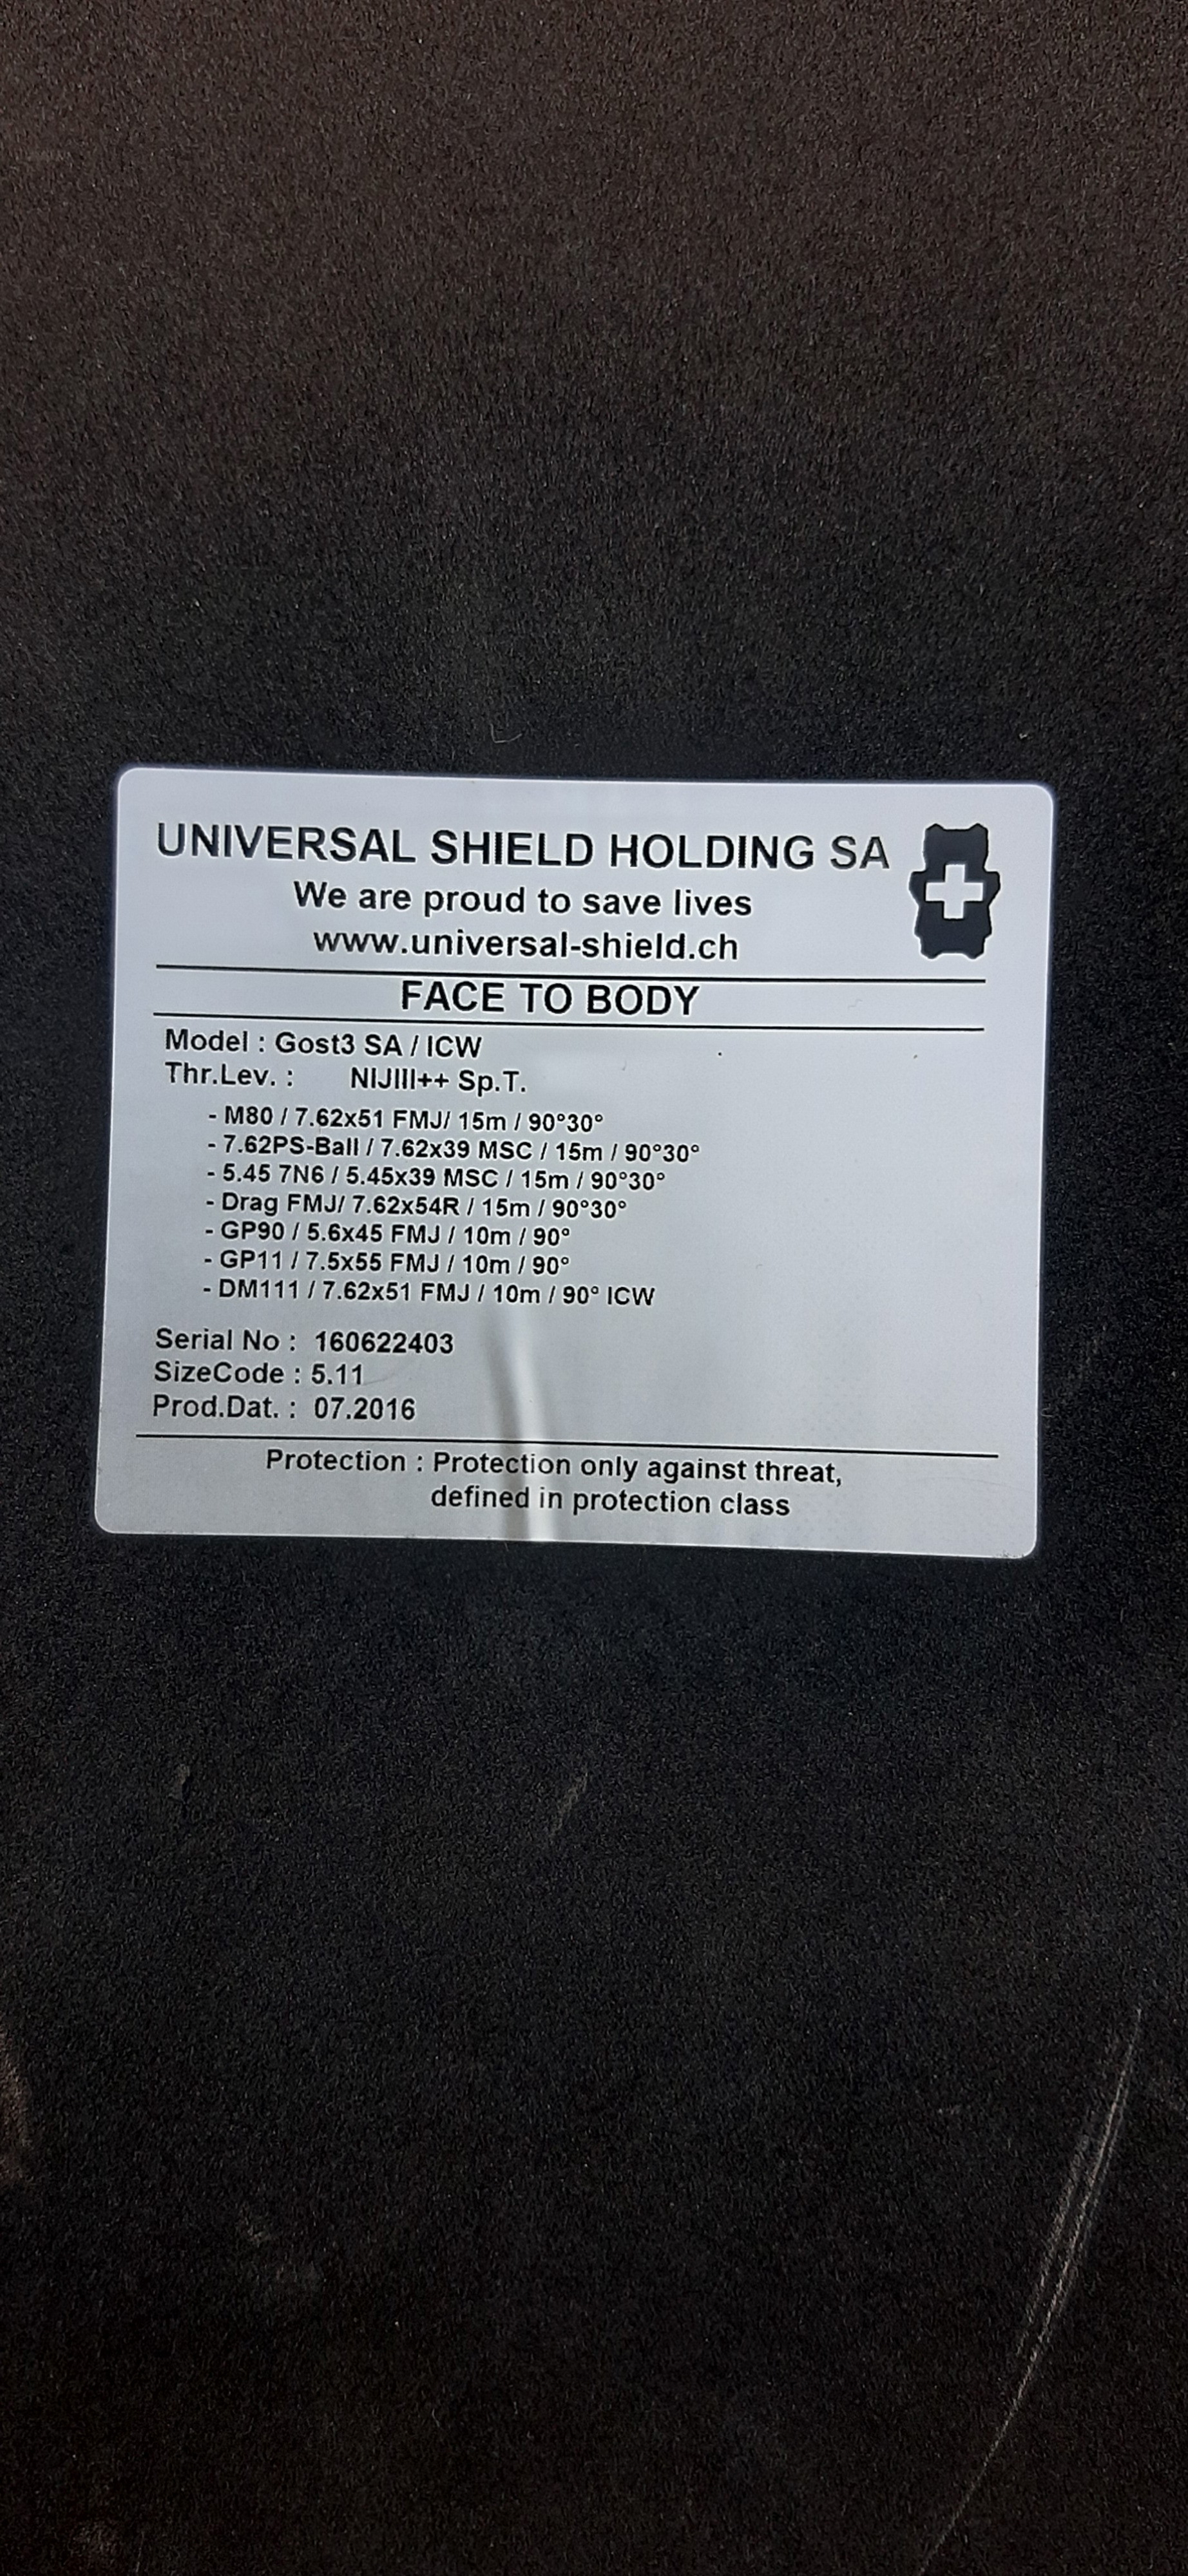 UNIVERSAL SHIELD HOLDING SA
We are proud to save lives
www.universal-shield.ch
FACE TO BODY
Model : Gost3 SA / ICW
Thr.Lev. : NIJIII++ Sp.T.
- M80 / 7.62x51 FMJ/ 15m / 90°30°
- 7.62PS-Ball / 7.62x39 MSC / 15m / 90°30°
- 5.45 7N6 / 5.45x39 MSC / 15m / 90°30°
- Drag FMJ/ 7.62x54R / 15m / 90°30°
- GP90 / 5.6x45 FMJ / 10m / 90°
- GP11 / 7.5x55 FMJ / 10m / 90°
- DM111 / 7.62x51 FMJ / 10m / 90° ICW
Serial No : 160622403
SizeCode : 5.11
Prod.Dat. : 07.2016
Protection : Protection only against threat,
defined in protection class